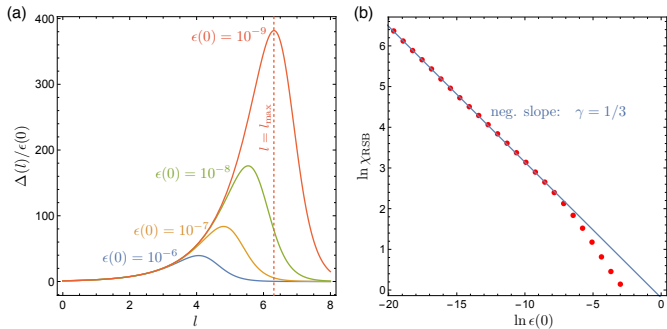 (a)
400
300
200
100
0
0
2
4
6
8
Δ(l)/ϵ(0)
l
ϵ(0) = 10⁻⁹
l = l_max
ϵ(0) = 10⁻⁸
ϵ(0) = 10⁻⁷
ϵ(0) = 10⁻⁶
(b)
6
5
4
3
2
1
0
-20
-15
-10
-5
0
ln χ_RSB
ln ϵ(0)
neg. slope: γ = 1/3